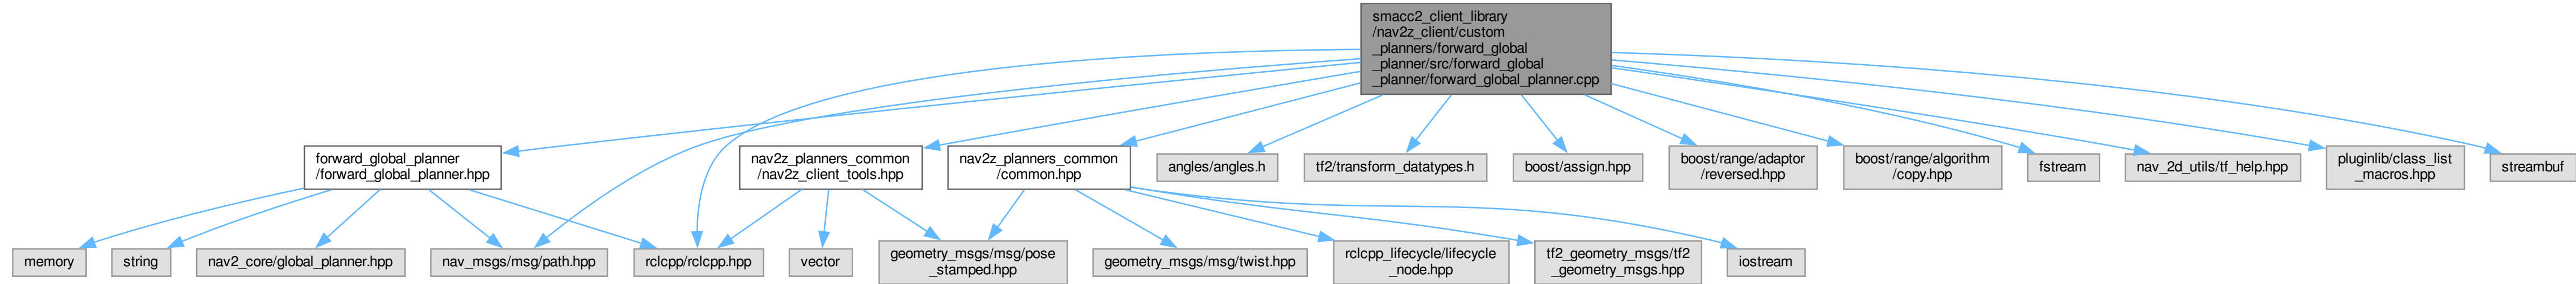 smacc2_client_library
/nav2z_client/custom
_planners/forward_global
_planner/src/forward_global
_planner/forward_global_planner.cpp
forward_global_planner
/forward_global_planner.hpp
nav2z_planners_common
/nav2z_client_tools.hpp
nav2z_planners_common
/common.hpp
angles/angles.h
tf2/transform_datatypes.h
boost/assign.hpp
boost/range/adaptor
/reversed.hpp
boost/range/algorithm
/copy.hpp
fstream
nav_2d_utils/tf_help.hpp
pluginlib/class_list
_macros.hpp
streambuf
memory
string
nav2_core/global_planner.hpp
nav_msgs/msg/path.hpp
rclcpp/rclcpp.hpp
vector
geometry_msgs/msg/pose
_stamped.hpp
geometry_msgs/msg/twist.hpp
rclcpp_lifecycle/lifecycle
_node.hpp
tf2_geometry_msgs/tf2
_geometry_msgs.hpp
iostream